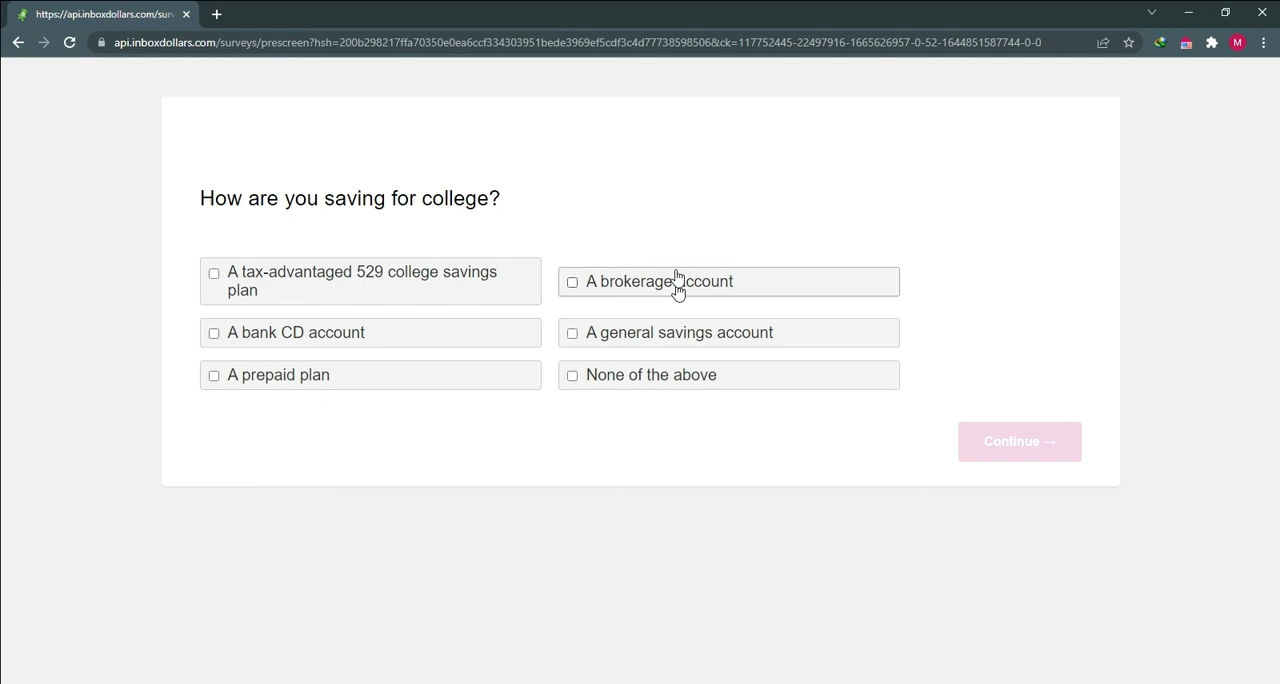 https://api.inboxdollars.com/surv
api.inboxdollars.com/surveys/prescreen?hsh=200b298217ffa70350e0ea6ccf334303951bede3969ef5cdf3c4d77738598506&ck=117752445-22497916-1665626957-0-52-1644851587744-0-0
M
How are you saving for college?
A tax-advantaged 529 college savings
plan
A brokerage account
A bank CD account
A general savings account
A prepaid plan
None of the above
Continue →